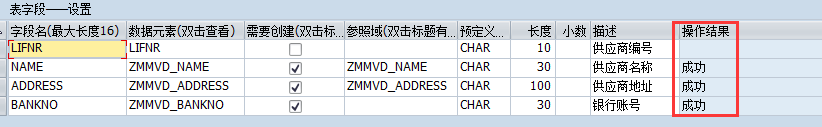 表字段——设置
字段名(最大长度16) 数据元素(双击查看) 需要创建(双击标... 参照域(双击标题有... 预定义... 长度 小数 描述 操作结果
LIFNR LIFNR CHAR 10 供应商编号
NAME ZMMVD_NAME ZMMVD_NAME CHAR 30 供应商名称 成功
ADDRESS ZMMVD_ADDRESS ZMMVD_ADDRESS CHAR 100 供应商地址 成功
BANKNO ZMMVD_BANKNO CHAR 30 银行账号 成功